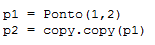 p1 = Ponto(1,2)
p2 = copy.copy(p1)